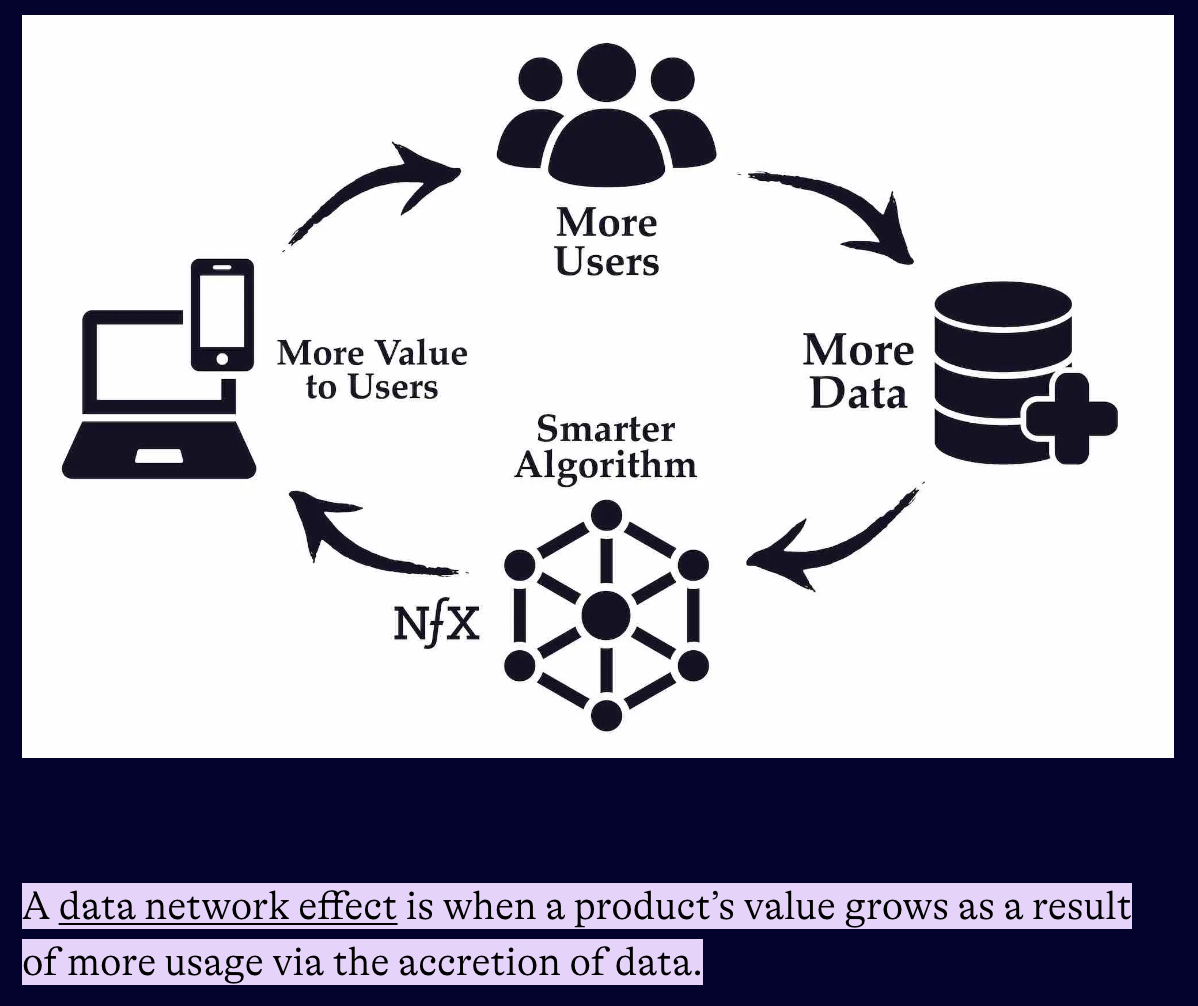 More
Users
More Value
to Users
More
Data
Smarter
Algorithm
NfX
A data network effect is when a product’s value grows as a result
of more usage via the accretion of data.